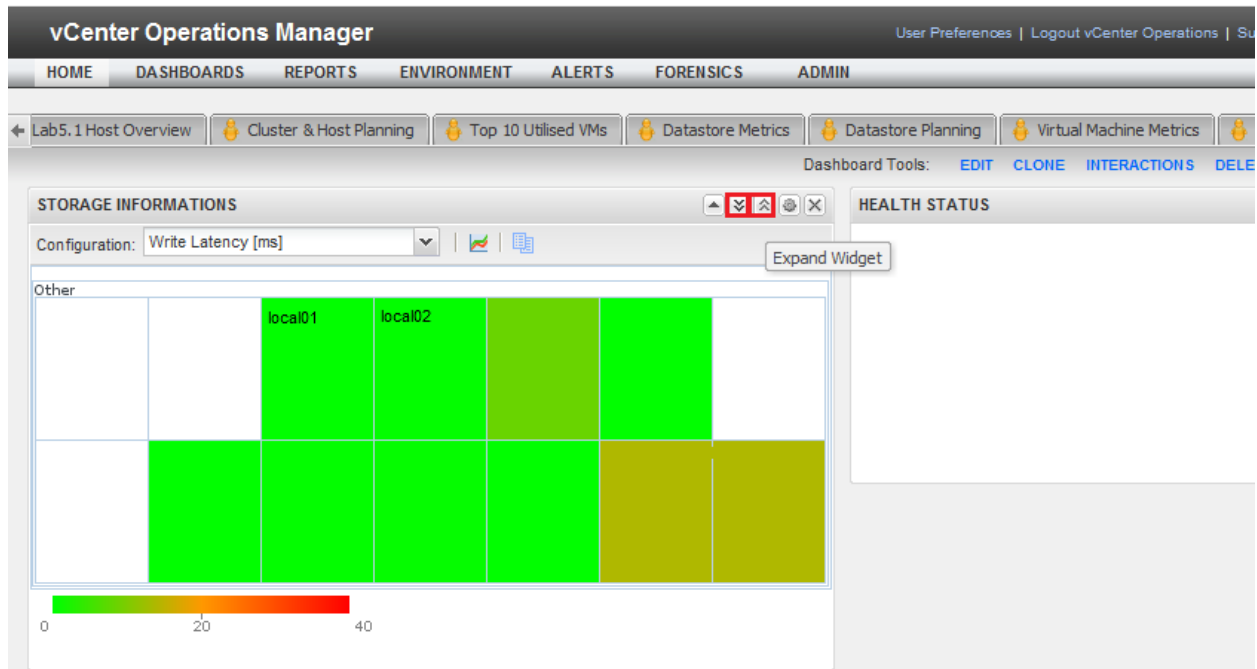 vCenter Operations Manager
User Preferences | Logout vCenter Operations | Su
HOME DASHBOARDS REPORTS ENVIRONMENT ALERTS FORENSICS ADMIN
Lab5.1 Host Overview Cluster & Host Planning Top 10 Utilised VMs Datastore Metrics Datastore Planning Virtual Machine Metrics
Dashboard Tools: EDIT CLONE INTERACTIONS DELE
STORAGE INFORMATIONS
HEALTH STATUS
Configuration: Write Latency [ms]
Expand Widget
Other
local01 local02
0 20 40